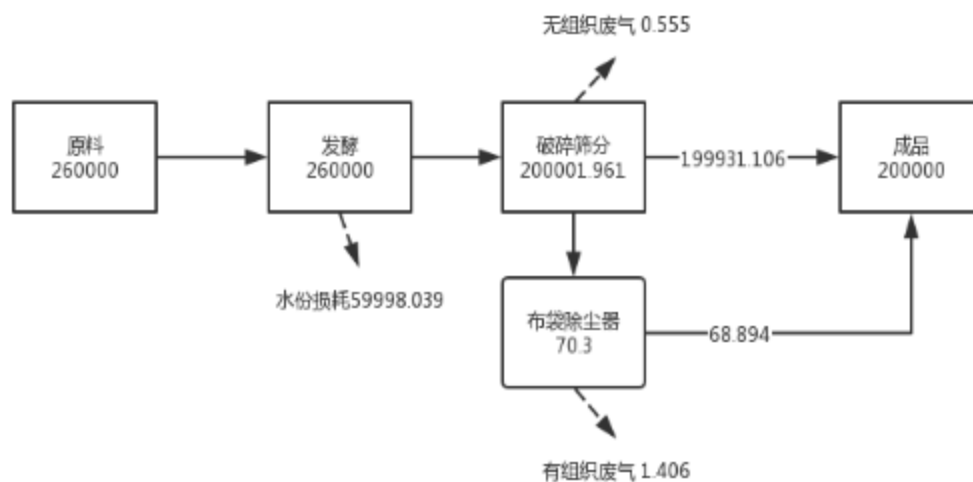 无组织废气 0.555
原料
260000
发酵
260000
破碎筛分
200001.961
199931.106
成品
200000
水份损耗59998.039
布袋除尘器
70.3
68.894
有组织废气 1.406